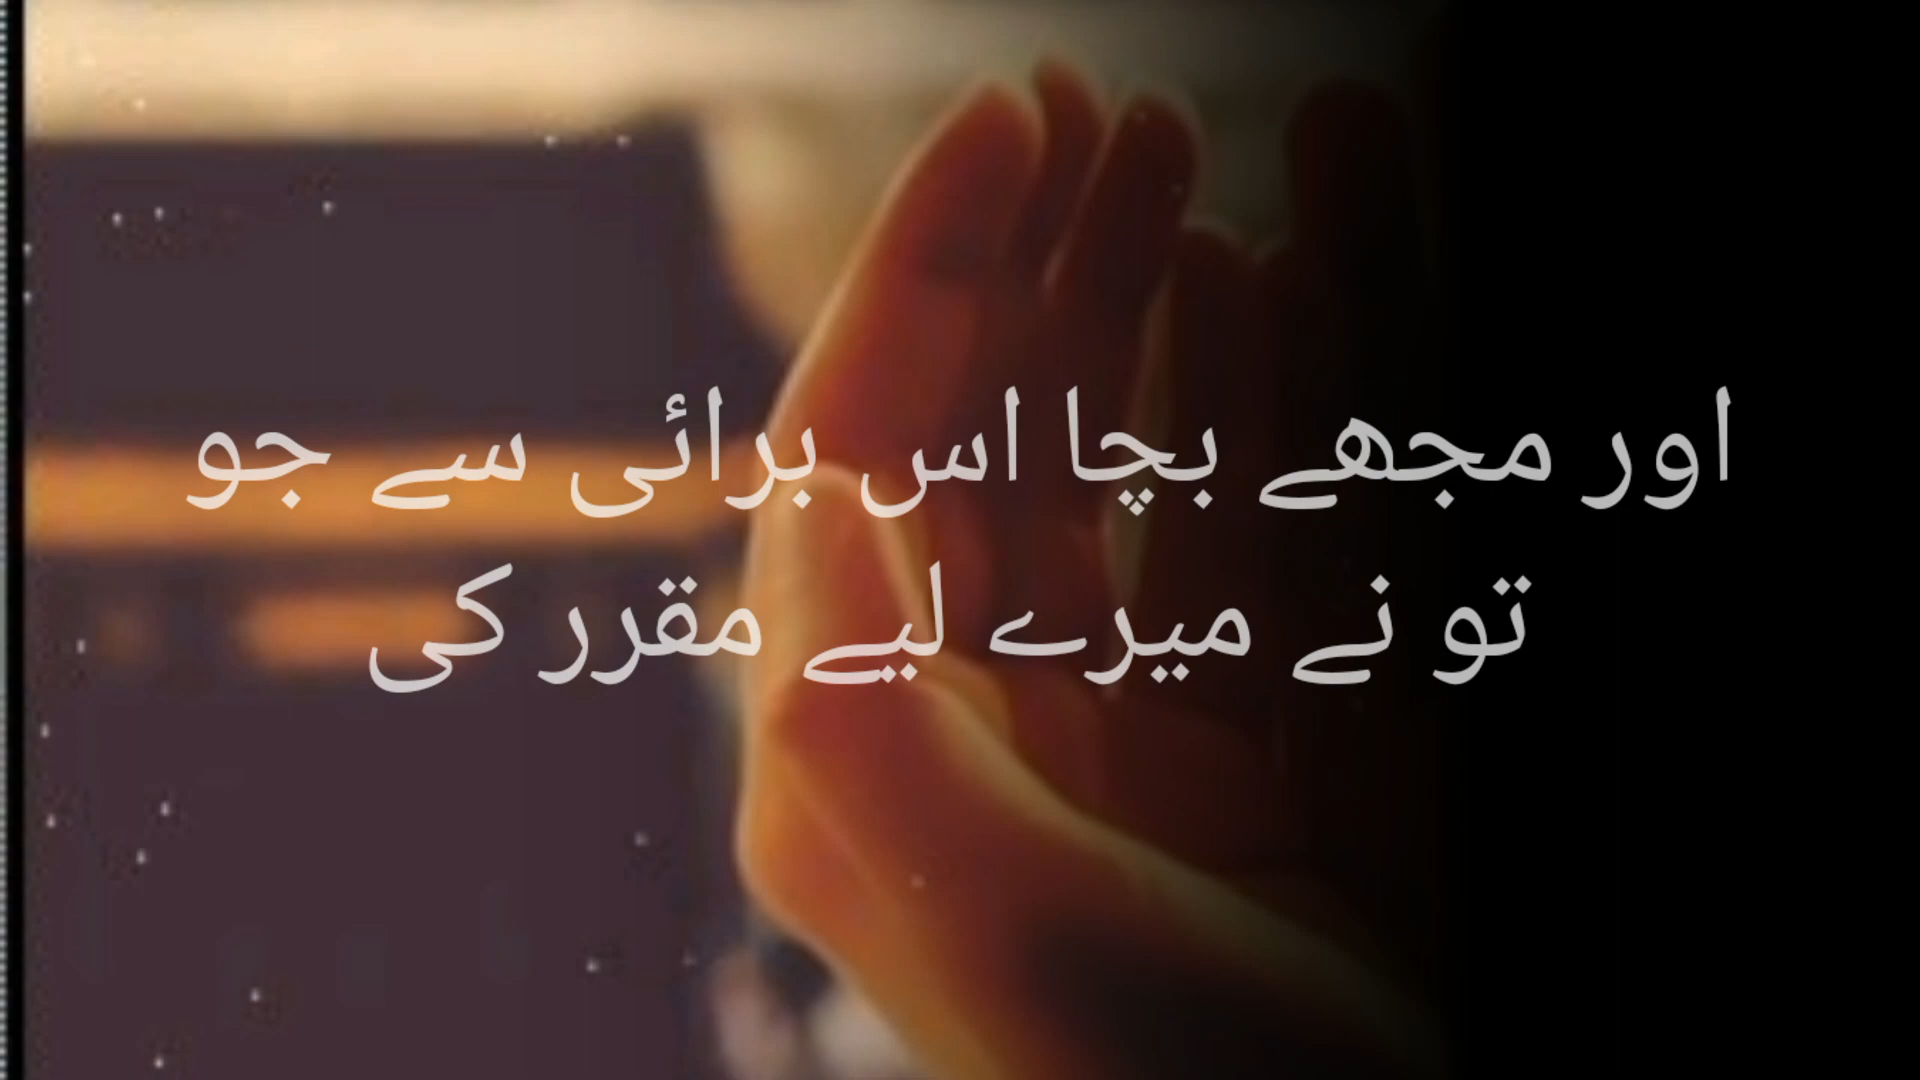 اور مجھے بچا اس برائی سے جو
تو نے میرے لیے مقرر کی